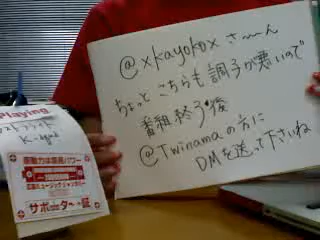 @xkayokox さ〜〜ん
ちょっと こちらも 調子が悪いので
番組終了後
@Twinamaの方に
DMを送って下さいね
Playing
サポーター証